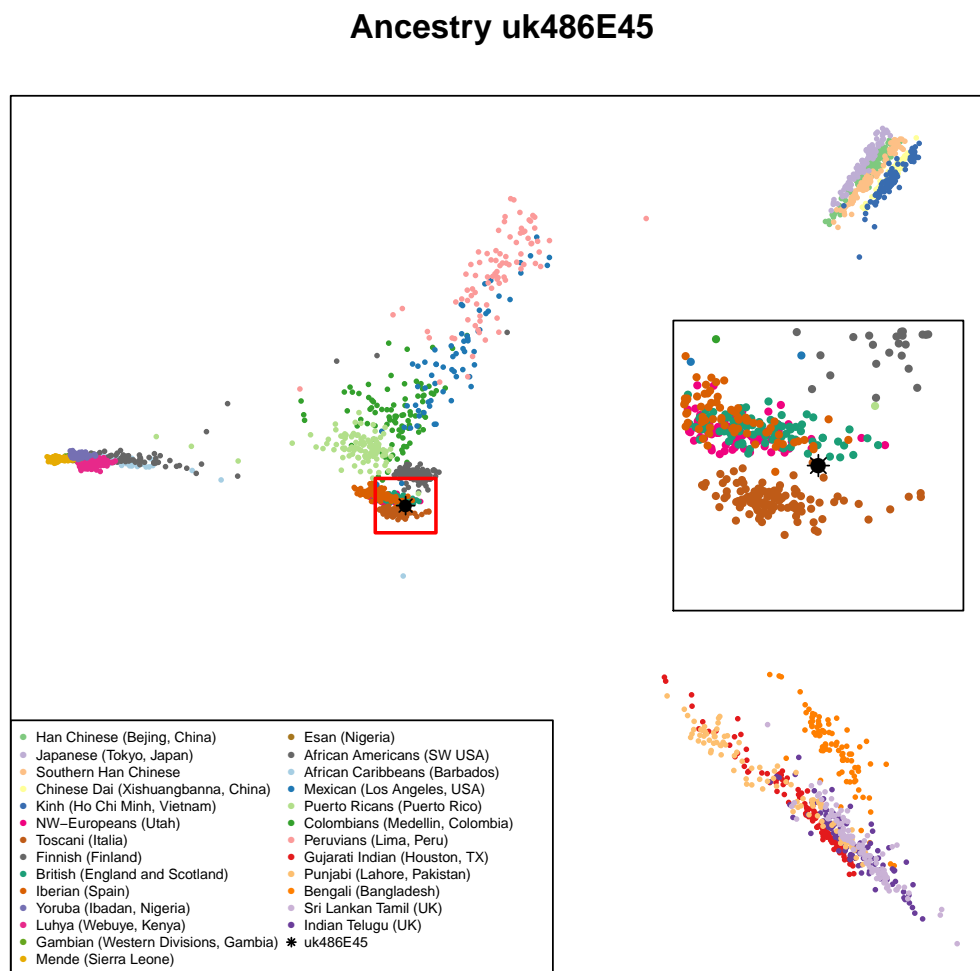 Ancestry uk486E45
Han Chinese (Bejing, China)
Japanese (Tokyo, Japan)
Southern Han Chinese
Chinese Dai (Xishuangbanna, China)
Kinh (Ho Chi Minh, Vietnam)
NW−Europeans (Utah)
Toscani (Italia)
Finnish (Finland)
British (England and Scotland)
Iberian (Spain)
Yoruba (Ibadan, Nigeria)
Luhya (Webuye, Kenya)
Gambian (Western Divisions, Gambia)
Mende (Sierra Leone)
Esan (Nigeria)
African Americans (SW USA)
African Caribbeans (Barbados)
Mexican (Los Angeles, USA)
Puerto Ricans (Puerto Rico)
Colombians (Medellin, Colombia)
Peruvians (Lima, Peru)
Gujarati Indian (Houston, TX)
Punjabi (Lahore, Pakistan)
Bengali (Bangladesh)
Sri Lankan Tamil (UK)
Indian Telugu (UK)
uk486E45